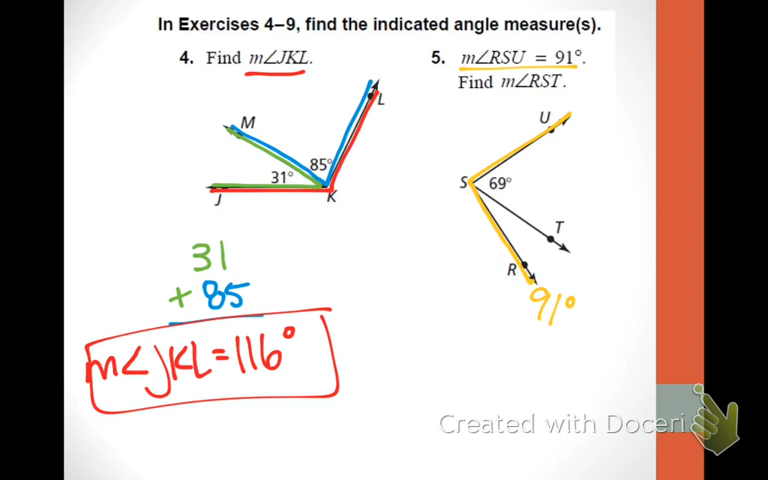 In Exercises 4–9, find the indicated angle measure(s).
4. Find m∠JKL.
M
L
85°
31°
J
K
31
+ 85
m∠jKL=116°
5. m∠RSU = 91°.
Find m∠RST.
U
S
69°
T
R
91°
Created with Doceri